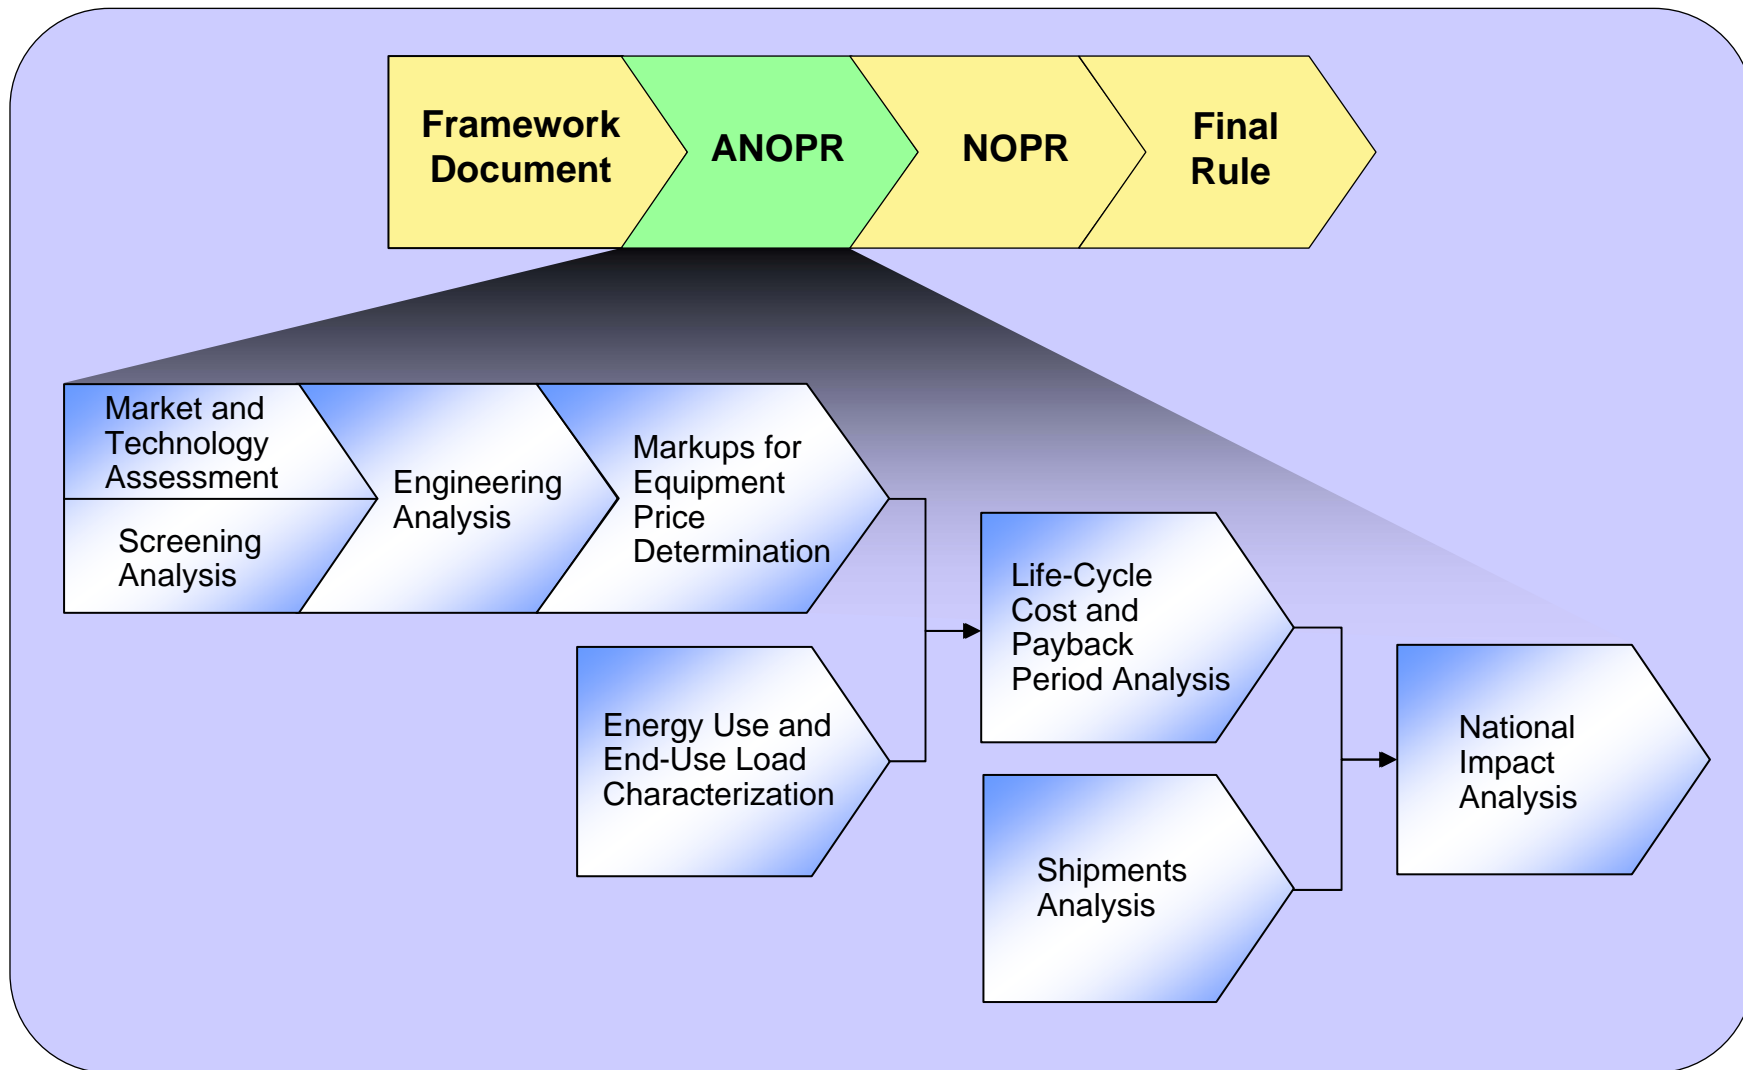 Framework
Document
ANOPR
NOPR
Final
Rule
Market and
Technology
Assessment
Screening
Analysis
Engineering
Analysis
Markups for
Equipment
Price
Determination
Energy Use and
End-Use Load
Characterization
Life-Cycle
Cost and
Payback
Period Analysis
Shipments
Analysis
National
Impact
Analysis